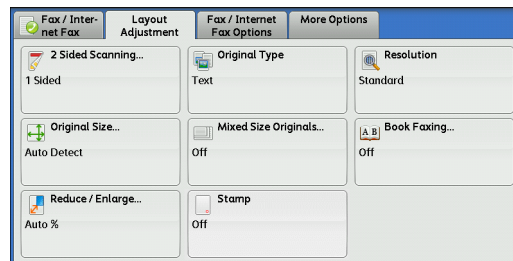 Fax / Inter-
net Fax
Layout
Adjustment
Fax / Internet
Fax Options
More Options
2 Sided Scanning...
1 Sided
Original Type
Text
Resolution
Standard
Original Size...
Auto Detect
Mixed Size Originals...
Off
A B
Book Faxing...
Off
Reduce / Enlarge...
Auto %
Stamp
Off